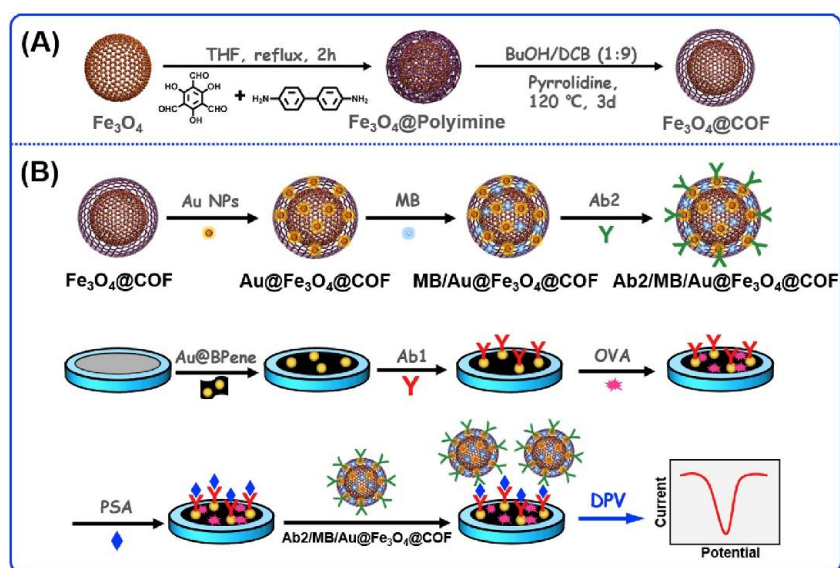 (A)
THF, reflux, 2h
BuOH/DCB (1:9)
CHO
HO
OH
CHO
CHO
OH
+
H₂N
NH₂
Pyrrolidine,
120 °C, 3d
Fe₃O₄
Fe₃O₄@Polyimine
Fe₃O₄@COF
(B)
Au NPs
MB
Ab2
Fe₃O₄@COF
Au@Fe₃O₄@COF
MB/Au@Fe₃O₄@COF
Ab2/MB/Au@Fe₃O₄@COF
Au@BPene
Ab1
OVA
PSA
Ab2/MB/Au@Fe₃O₄@COF
DPV
Current
Potential